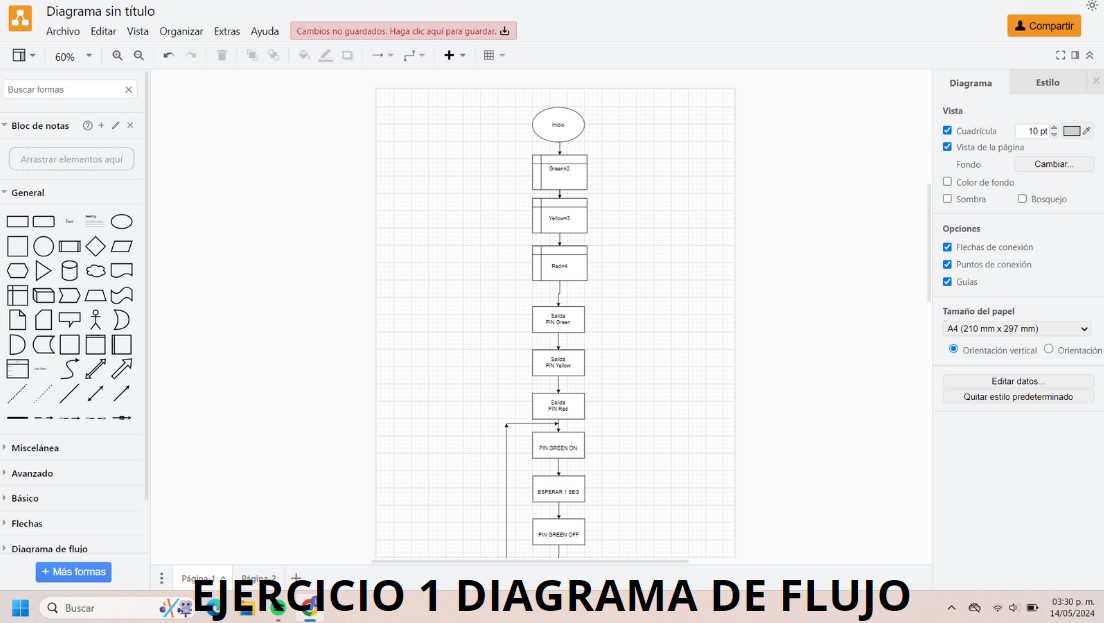 Diagrama sin título
Archivo Editar Vista Organizar Extras Ayuda
Cambios no guardados. Haga clic aquí para guardar.
Compartir
60%
Buscar formas
Bloc de notas
Arrastrar elementos aquí
General
Text
Heading
Misceláneа
Avanzado
Básico
Flechas
Diagrama de flujo
+ Más formas
Inicio
Green=2
Yellow=3
Red=4
Salida
PIN Green
Salida
PIN Yellow
Salida
PIN Red
PIN GREEN ON
ESPERAR 1 SEG
PIN GREEN OFF
Diagrama Estilo
Vista
Cuadrícula 10 pt
Vista de la página
Fondo Cambiar...
Color de fondo
Sombra Bosquejo
Opciones
Flechas de conexión
Puntos de conexión
Guías
Tamaño del papel
A4 (210 mm x 297 mm)
Orientación vertical Orientación
Editar datos...
Quitar estilo predeterminado
Página-1 Página-2
EJERCICIO 1 DIAGRAMA DE FLUJO
Buscar
03:30 p. m.
14/05/2024